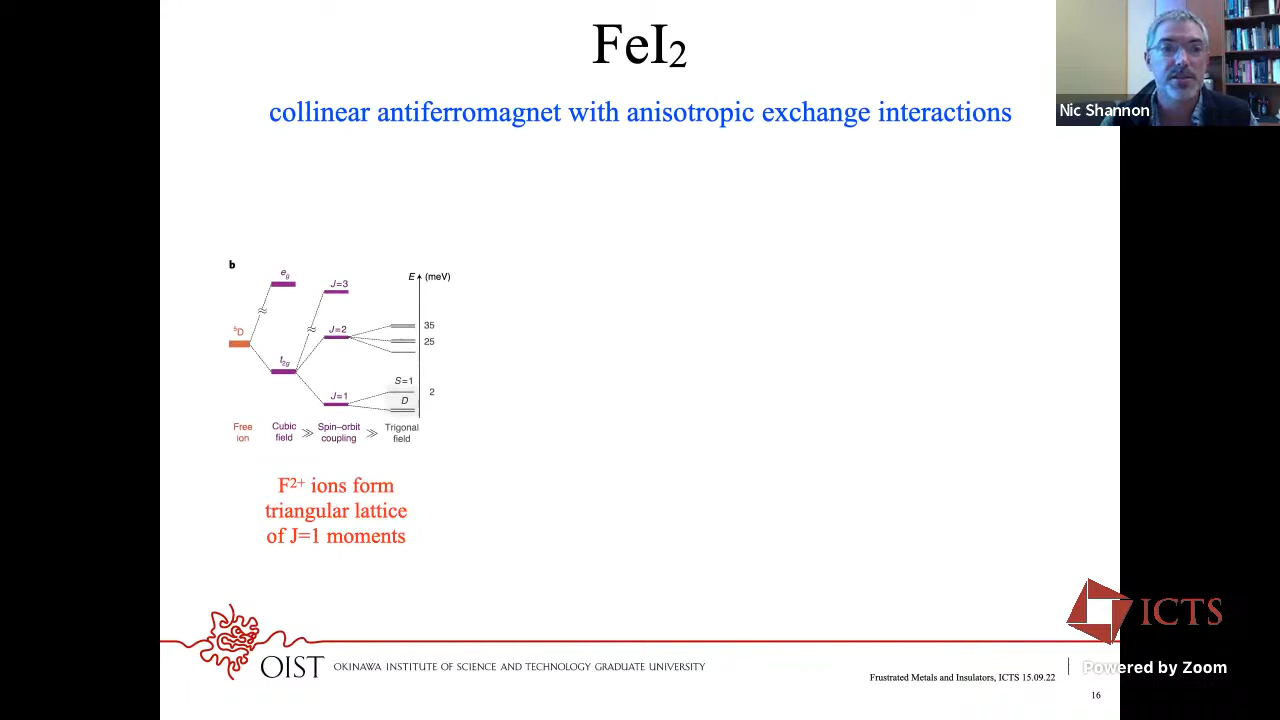 FeI₂
collinear antiferromagnet with anisotropic exchange interactions
Nic Shannon
b
e_g
J=3
E (meV)
⁵D
J=2
35
25
t₂g
S=1
2
J=1
D
Free ion
Cubic field
≫
Spin–orbit coupling
≫
Trigonal field
F²⁺ ions form
triangular lattice
of J=1 moments
ICTS
OIST OKINAWA INSTITUTE OF SCIENCE AND TECHNOLOGY GRADUATE UNIVERSITY
Powered by Zoom
Frustrated Metals and Insulators, ICTS 15.09.22
16